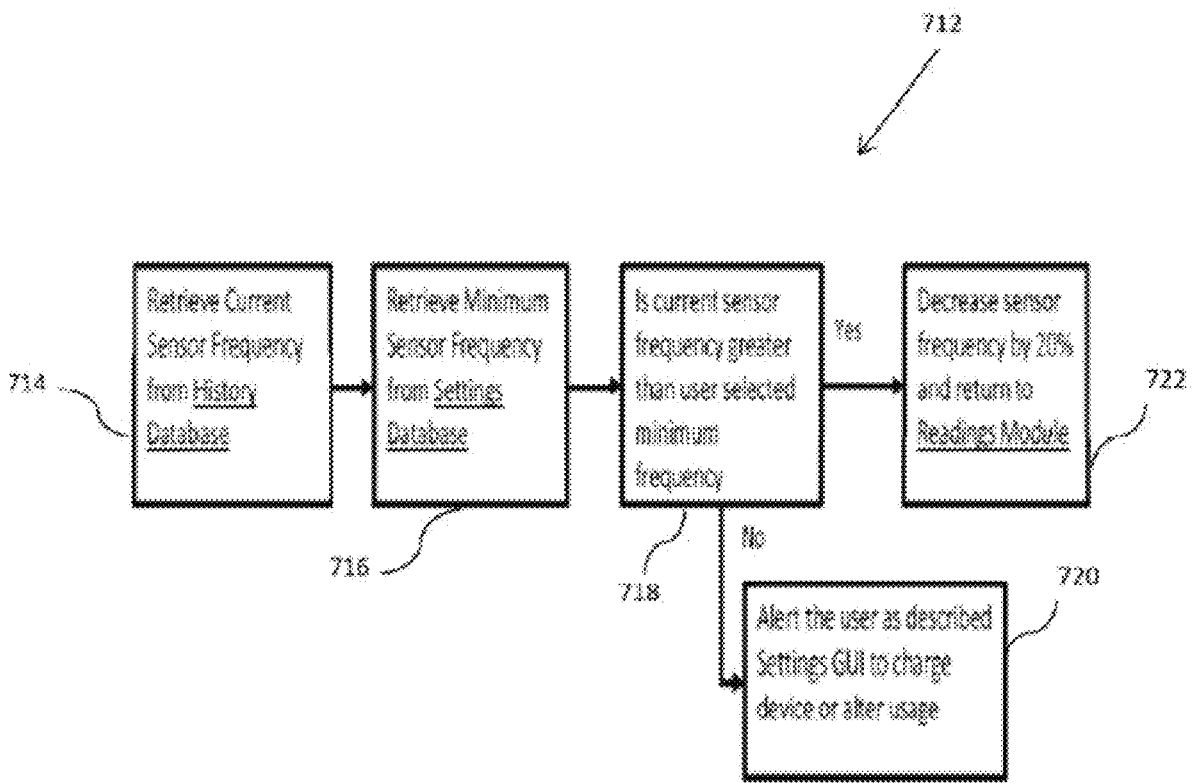 712
Retrieve Current
Sensor Frequency
from History
Database
714
Retrieve Minimum
Sensor Frequency
from Settings
Database
716
Is current sensor
frequency greater
than user selected
minimum
frequency
718
Yes
Decrease sensor
frequency by 20%
and return to
Readings Module
722
No
Alert the user as described
Settings GUI to charge
device or alter usage
720